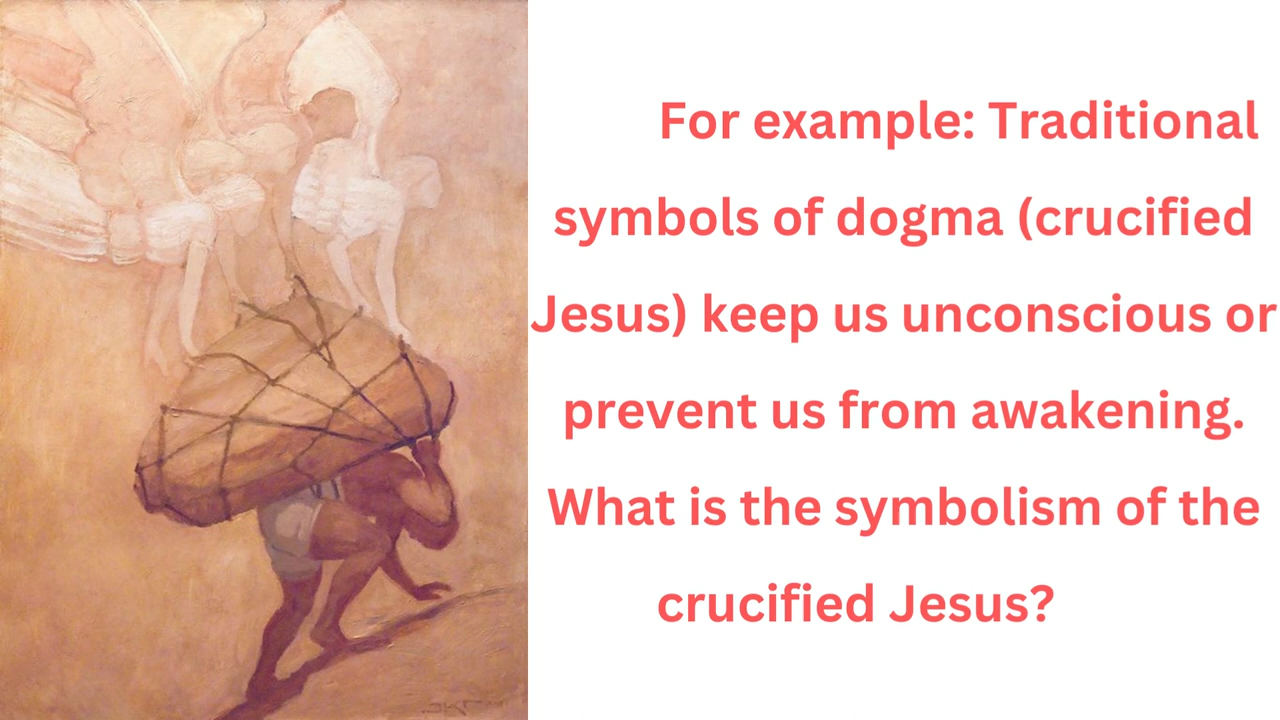 For example: Traditional
symbols of dogma (crucified
Jesus) keep us unconscious or
prevent us from awakening.
What is the symbolism of the
crucified Jesus?